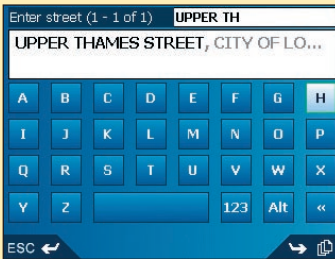 Enter street (1 - 1 of 1) UPPER TH
UPPER THAMES STREET, CITY OF LO...
A B C D E F G H
I J K L M N O P
Q R S T U V W X
Y Z 123 Alt «
ESC